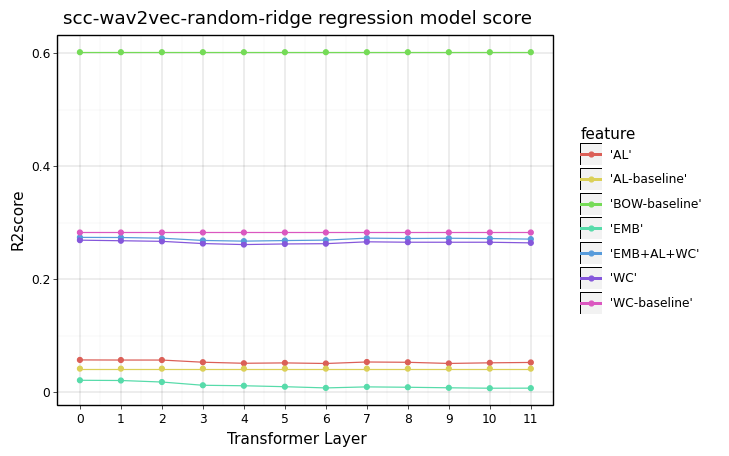 scc-wav2vec-random-ridge regression model score
R2score
0.6
0.4
0.2
0
0 1 2 3 4 5 6 7 8 9 10 11
Transformer Layer
feature
'AL'
'AL-baseline'
'BOW-baseline'
'EMB'
'EMB+AL+WC'
'WC'
'WC-baseline'